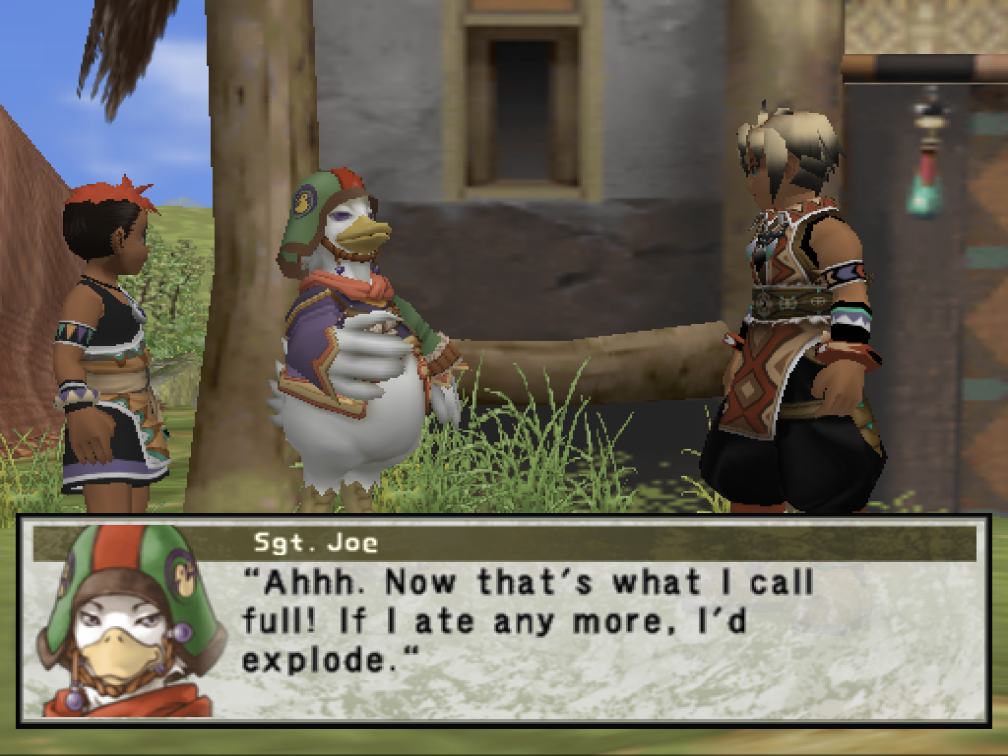 Sgt. Joe
“Ahhh. Now that's what I call
full! If I ate any more, I'd
explode.“